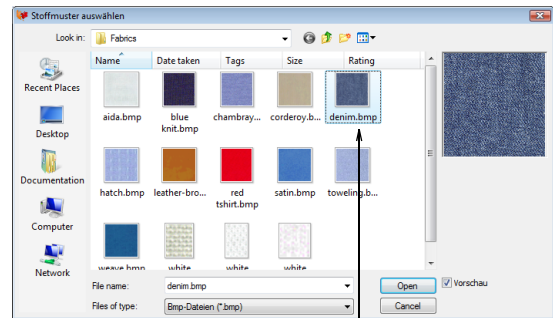 Stoffmuster auswählen
Look in: Fabrics
Name Date taken Tags Size Rating
Recent Places
Desktop
Documentation
Computer
Network
aida.bmp blue knit.bmp chambray... corderoy.b... denim.bmp
hatch.bmp leather-bro... red tshirt.bmp satin.bmp toweling.b...
weave.bmp white white white
File name: denim.bmp Open Vorschau
Files of type: Bmp-Dateien (*.bmp) Cancel